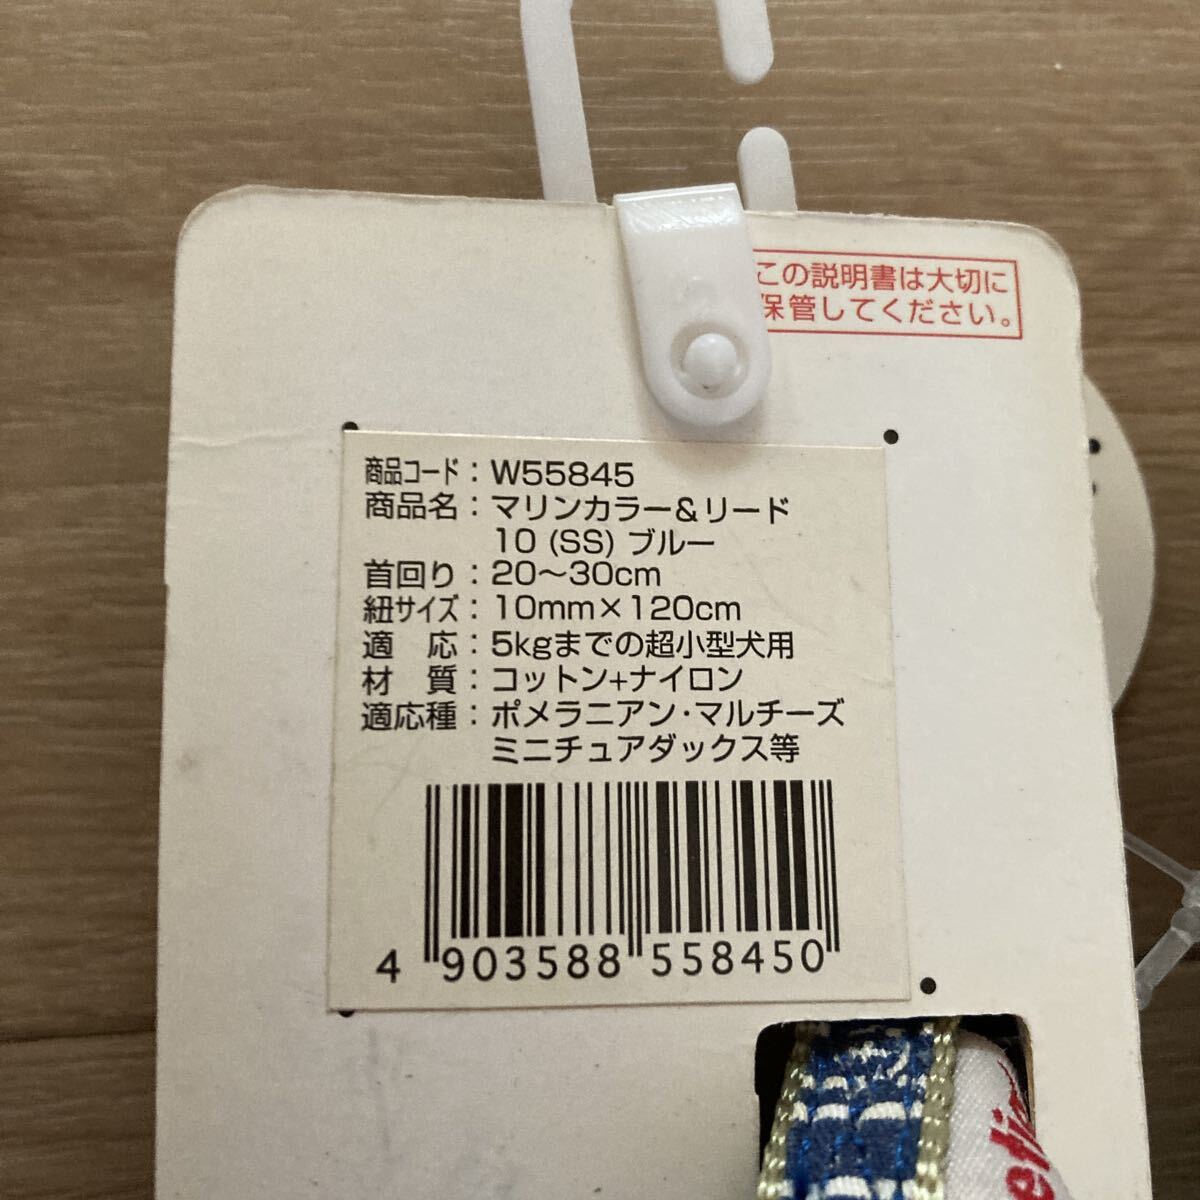 この説明書は大切に
保管してください。
商品コード：W55845
商品名：マリンカラー&リード
10 (SS) ブルー
首回り：20〜30cm
紐サイズ：10mm×120cm
適　応：5kgまでの超小型犬用
材　質：コットン+ナイロン
適応種：ポメラニアン・マルチーズ
ミニチュアダックス等
4 903588 558450